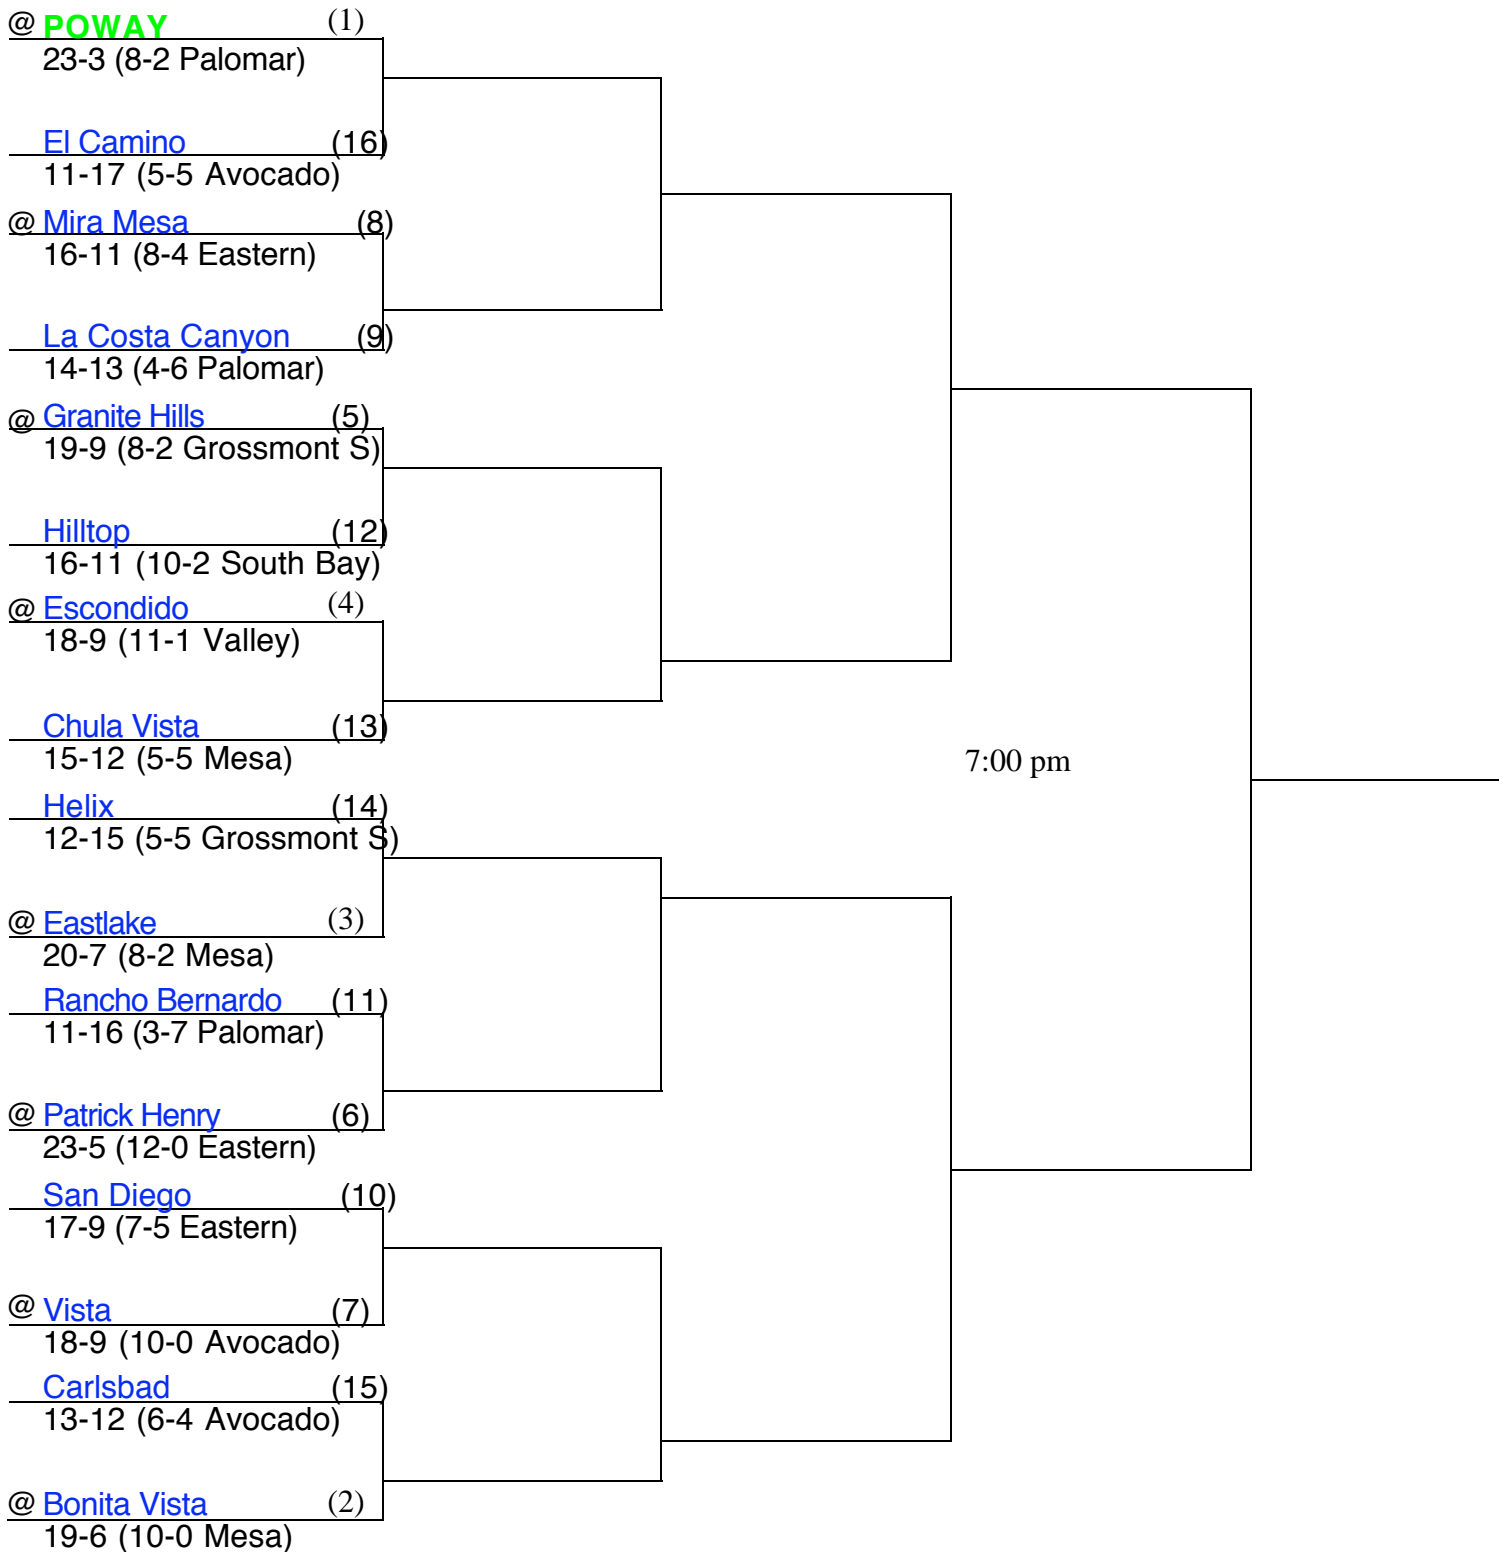 @ POWAY (1)
23-3 (8-2 Palomar)
El Camino (16)
11-17 (5-5 Avocado)
@ Mira Mesa (8)
16-11 (8-4 Eastern)
La Costa Canyon (9)
14-13 (4-6 Palomar)
@ Granite Hills (5)
19-9 (8-2 Grossmont S)
Hilltop (12)
16-11 (10-2 South Bay)
@ Escondido (4)
18-9 (11-1 Valley)
Chula Vista (13)
15-12 (5-5 Mesa)
7:00 pm
Helix (14)
12-15 (5-5 Grossmont S)
@ Eastlake (3)
20-7 (8-2 Mesa)
Rancho Bernardo (11)
11-16 (3-7 Palomar)
@ Patrick Henry (6)
23-5 (12-0 Eastern)
San Diego (10)
17-9 (7-5 Eastern)
@ Vista (7)
18-9 (10-0 Avocado)
Carlsbad (15)
13-12 (6-4 Avocado)
@ Bonita Vista (2)
19-6 (10-0 Mesa)